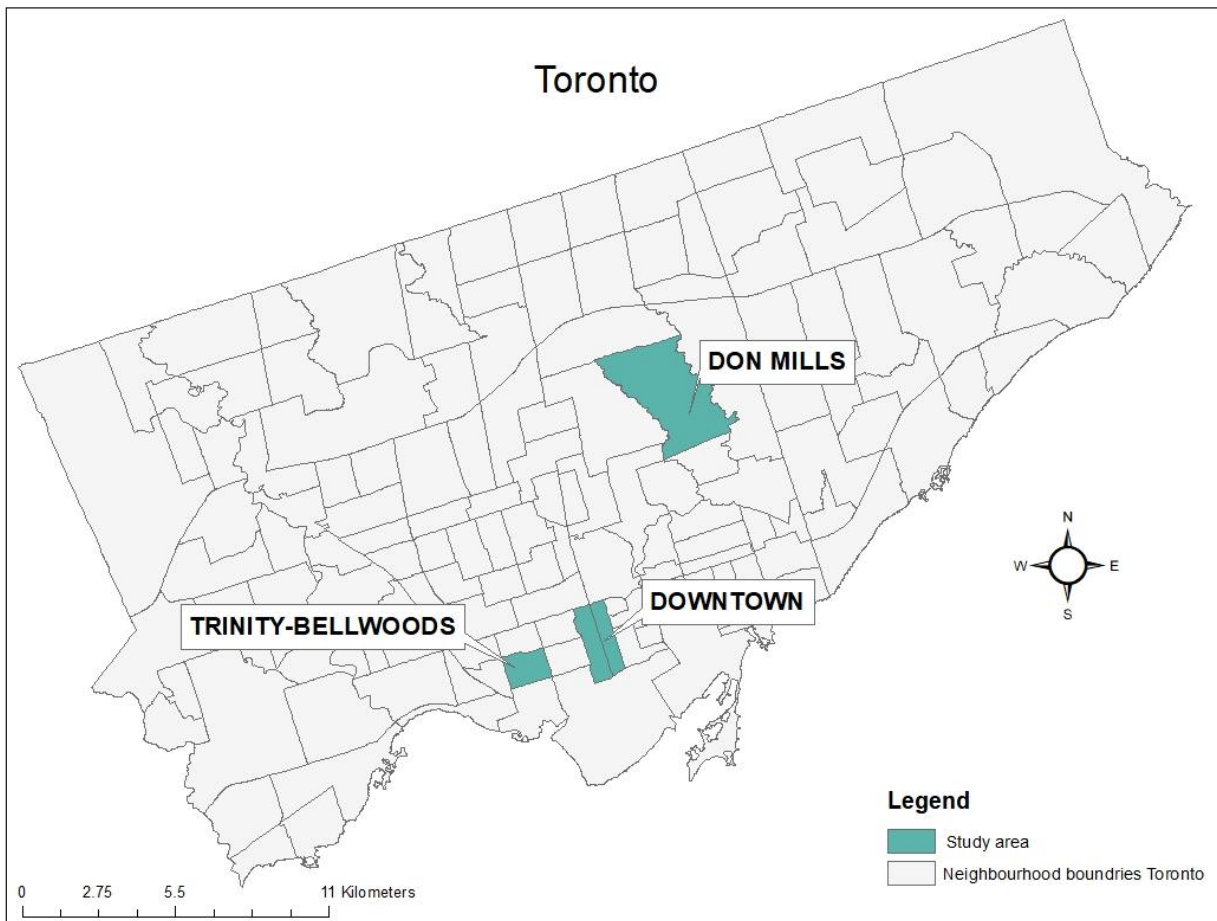 Toronto
DON MILLS
N
W E
S
DOWNTOWN
TRINITY-BELLWOODS
Legend
Study area
Neighbourhood boundries Toronto
0 2.75 5.5 11 Kilometers